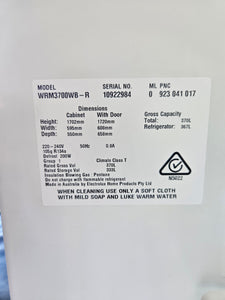 MODEL SERIAL NO. ML PNC
WRM3700WB-R 10922984 0 923 041 017
Dimensions
Cabinet With Door Gross Capacity
Height: 1702mm 1720mm Total: 370L
Width: 595mm 600mm Refrigerator: 367L
Depth: 550mm 650mm
220-240V 50Hz 0.8A
105g R134a
Defrost 200W
Group 1 Climate Class T
Rated Gross Vol 370L
Rated Storage Vol 333L
Insulation Blowing Gas: Pentane
Do not charge with flammable refrigerant
Made in Australia by Electrolux Home Products Pty Ltd
N5022
WHEN CLEANING USE ONLY A SOFT CLOTH
WITH MILD SOAP AND LUKE WARM WATER